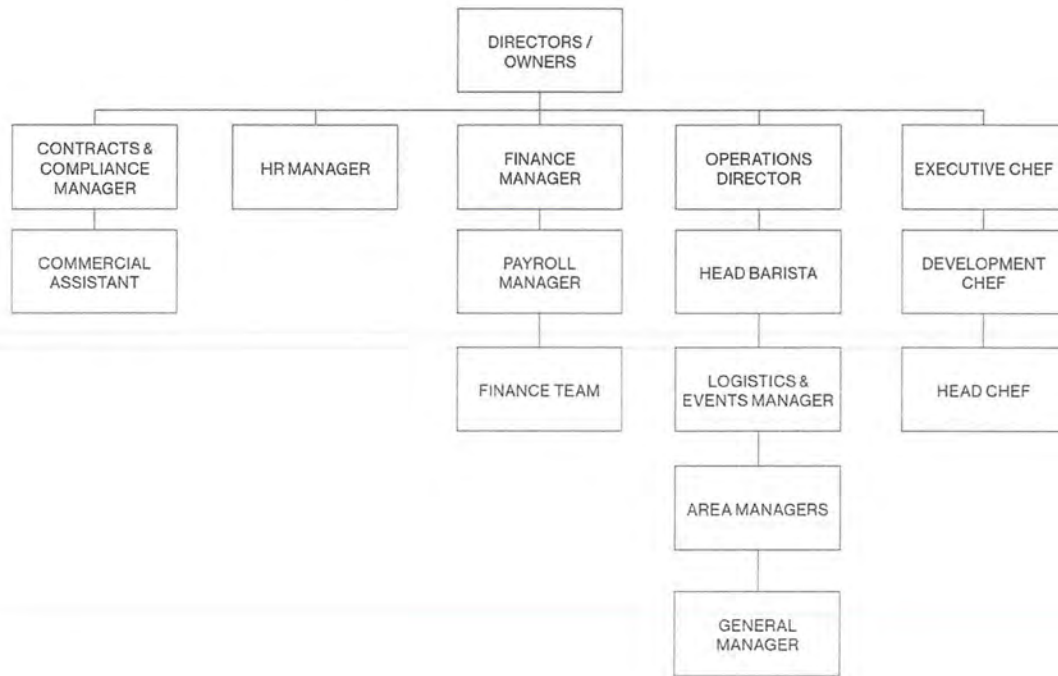 DIRECTORS /
OWNERS
CONTRACTS &
COMPLIANCE
MANAGER
HR MANAGER
FINANCE
MANAGER
OPERATIONS
DIRECTOR
EXECUTIVE CHEF
COMMERCIAL
ASSISTANT
PAYROLL
MANAGER
HEAD BARISTA
DEVELOPMENT
CHEF
FINANCE TEAM
LOGISTICS &
EVENTS MANAGER
HEAD CHEF
AREA MANAGERS
GENERAL
MANAGER